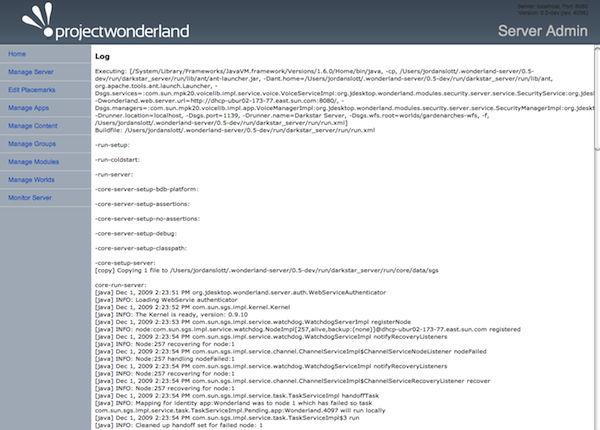 Server: localhost, Port 8080
Version: 0.5-dev (rev. 4056)
projectwonderland
Server Admin
Home
Manage Server
Edit Placemarks
Manage Apps
Manage Content
Manage Groups
Manage Modules
Manage Worlds
Monitor Server
Log
Executing: [/System/Library/Frameworks/JavaVM.framework/Versions/1.6.0/Home/bin/java, -cp, /Users/jordanslott/.wonderland-server/0.5-
dev/run/darkstar_server/run/lib/ant/ant-launcher.jar, -Dant.home=/Users/jordanslott/.wonderland-server/0.5-dev/run/darkstar_server/run/lib/ant,
org.apache.tools.ant.launch.Launcher, -
Dsgs.services=:com.sun.mpk20.voicelib.impl.service.voice.VoiceServiceImpl:org.jdesktop.wonderland.modules.security.server.service.SecurityService:org.jdes
-Dwonderland.web.server.url=http://dhcp-ubur02-173-77.east.sun.com:8080/, -
Dsgs.managers=:com.sun.mpk20.voicelib.impl.app.VoiceManagerImpl:org.jdesktop.wonderland.modules.security.server.service.SecurityManagerImpl:org.jdesk
-Drunner.location=localhost, -Dsgs.port=1139, -Drunner.name=Darkstar Server, -Dsgs.wfs.root=worlds/gardenarches-wfs, -f,
/Users/jordanslott/.wonderland-server/0.5-dev/run/darkstar_server/run/run.xml]
Buildfile: /Users/jordanslott/.wonderland-server/0.5-dev/run/darkstar_server/run/run.xml
-run-setup:
-run-coldstart:
-run-server:
-core-server-setup-bdb-platform:
-core-server-setup-assertions:
-core-server-setup-no-assertions:
-core-server-setup-debug:
-core-server-setup-classpath:
-core-setup-server:
[copy] Copying 1 file to /Users/jordanslott/.wonderland-server/0.5-dev/run/darkstar_server/run/core/data/sgs
core-run-server:
[java] Dec 1, 2009 2:23:51 PM org.jdesktop.wonderland.server.auth.WebServiceAuthenticator
[java] INFO: Loading WebServie authenticator
[java] Dec 1, 2009 2:23:52 PM com.sun.sgs.impl.kernel.Kernel
[java] INFO: The Kernel is ready, version: 0.9.10
[java] Dec 1, 2009 2:23:53 PM com.sun.sgs.impl.service.watchdog.WatchdogServerImpl registerNode
[java] INFO: node:com.sun.sgs.impl.service.watchdog.NodeImpl[257,alive,backup:(none)]@dhcp-ubur02-173-77.east.sun.com registered
[java] Dec 1, 2009 2:23:54 PM com.sun.sgs.impl.service.watchdog.WatchdogServiceImpl notifyRecoveryListeners
[java] INFO: Node:257 recovering for node:1
[java] Dec 1, 2009 2:23:54 PM com.sun.sgs.impl.service.channel.ChannelServiceImpl$ChannelServiceNodeListener nodeFailed
[java] INFO: Node:257 handling nodeFailed:1
[java] Dec 1, 2009 2:23:54 PM com.sun.sgs.impl.service.watchdog.WatchdogServiceImpl notifyRecoveryListeners
[java] INFO: Node:257 recovering for node:1
[java] Dec 1, 2009 2:23:54 PM com.sun.sgs.impl.service.channel.ChannelServiceImpl$ChannelServiceRecoveryListener recover
[java] INFO: Node:257 recovering for node:1
[java] Dec 1, 2009 2:23:54 PM com.sun.sgs.impl.service.task.TaskServiceImpl handoffTask
[java] INFO: Mapping for identity app:Wonderland was to node 1 which has failed so task
com.sun.sgs.impl.service.task.TaskServiceImpl.Pending.app:Wonderland.4097 will run locally
[java] Dec 1, 2009 2:23:54 PM com.sun.sgs.impl.service.task.TaskServiceImpl$3 run
[java] INFO: Cleaned up handoff set for failed node: 1